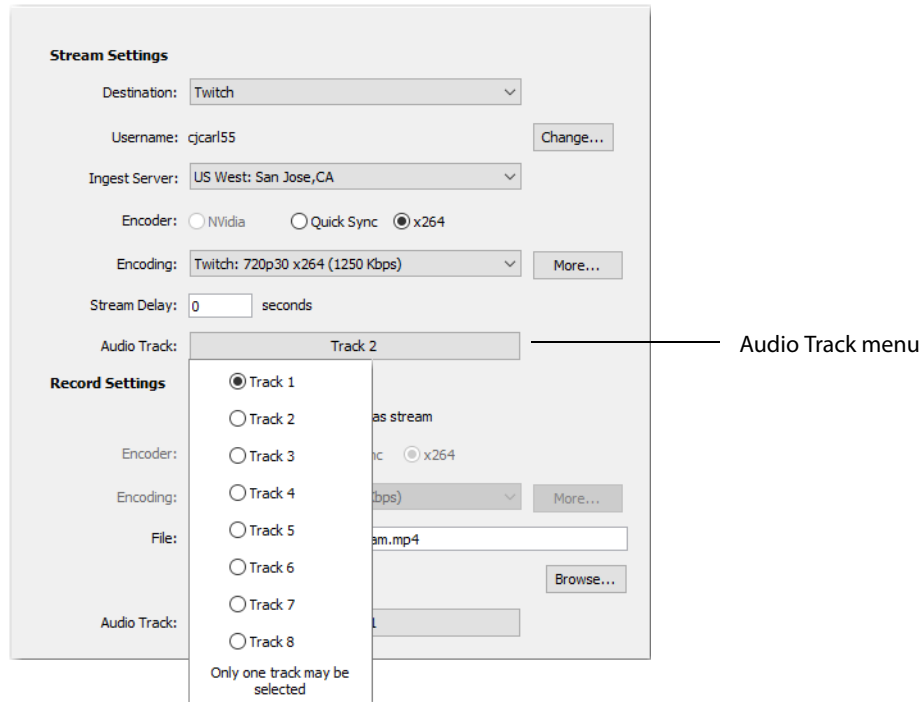 Stream Settings
Destination: Twitch
Username: cjcarl55 Change...
Ingest Server: US West: San Jose,CA
Encoder: NVidia Quick Sync x264
Encoding: Twitch: 720p30 x264 (1250 Kbps) More...
Stream Delay: 0 seconds
Audio Track: Track 2
Audio Track menu
Track 1
Record Settings
Track 2
as stream
Track 3
Encoder: nc x264
Track 4
Encoding: bps) More...
Track 5
File: am.mp4
Track 6
Browse...
Track 7
Audio Track:
Track 8
Only one track may be
selected